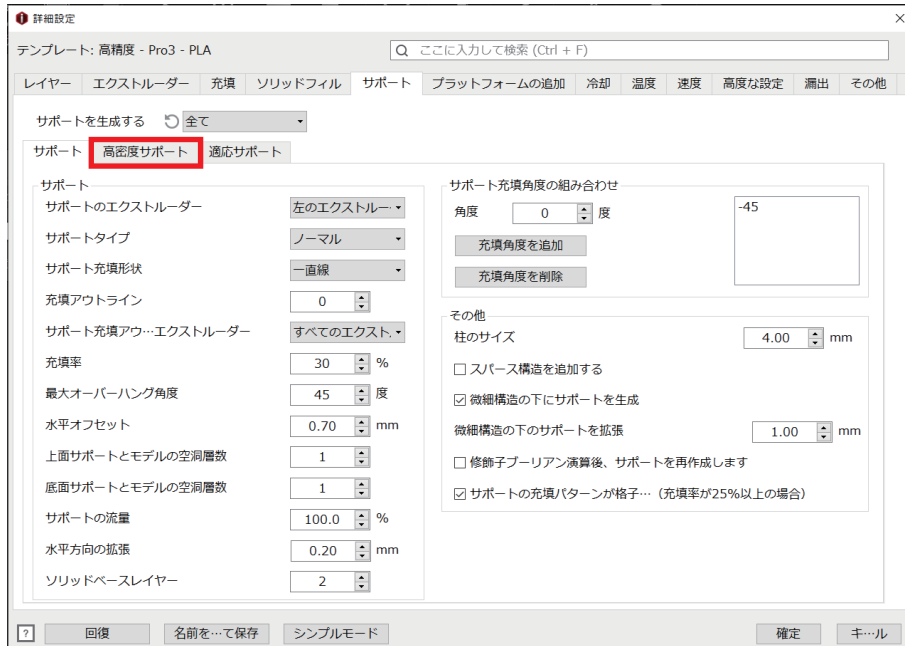 詳細設定
テンプレート: 高精度 - Pro3 - PLA
ここに入力して検索 (Ctrl + F)
レイヤー エクストルーダー 充填 ソリッドフィル サポート プラットフォームの追加 冷却 温度 速度 高度な設定 漏出 その他
サポートを生成する 全て
サポート 高密度サポート 適応サポート
サポート
サポートのエクストルーダー 左のエクストルー
サポートタイプ ノーマル
サポート充填形状 一直線
充填アウトライン 0
サポート充填アウ…エクストルーダー すべてのエクスト.
充填率 30 %
最大オーバーハング角度 45 度
水平オフセット 0.70 mm
上面サポートとモデルの空洞層数 1
底面サポートとモデルの空洞層数 1
サポートの流量 100.0 %
水平方向の拡張 0.20 mm
ソリッドベースレイヤー 2
サポート充填角度の組み合わせ
角度 0 度
-45
充填角度を追加
充填角度を削除
その他
柱のサイズ 4.00 mm
スパース構造を追加する
微細構造の下にサポートを生成
微細構造の下のサポートを拡張 1.00 mm
修飾子ブーリアン演算後、サポートを再作成します
サポートの充填パターンが格子…（充填率が25%以上の場合）
? 回復 名前を…て保存 シンプルモード 確定 キ…ル